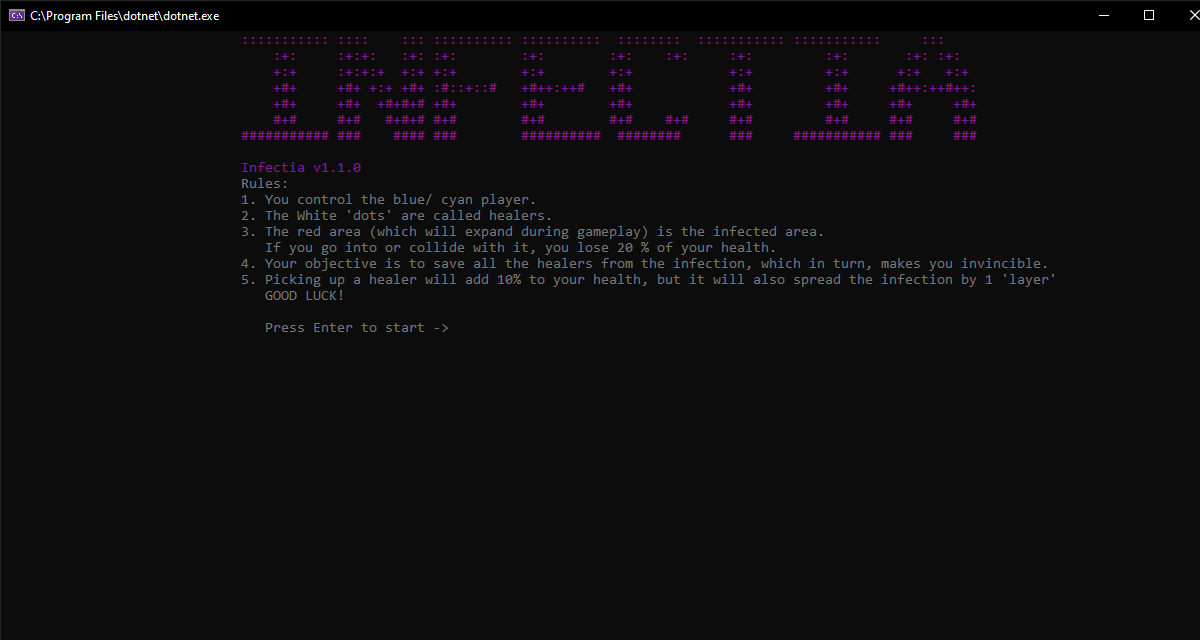 C:\Program Files\dotnet\dotnet.exe
INFECTIA
Infectia v1.1.0
Rules:
1. You control the blue/ cyan player.
2. The White 'dots' are called healers.
3. The red area (which will expand during gameplay) is the infected area.
If you go into or collide with it, you lose 20 % of your health.
4. Your objective is to save all the healers from the infection, which in turn, makes you invincible.
5. Picking up a healer will add 10% to your health, but it will also spread the infection by 1 'layer'
GOOD LUCK!
Press Enter to start ->